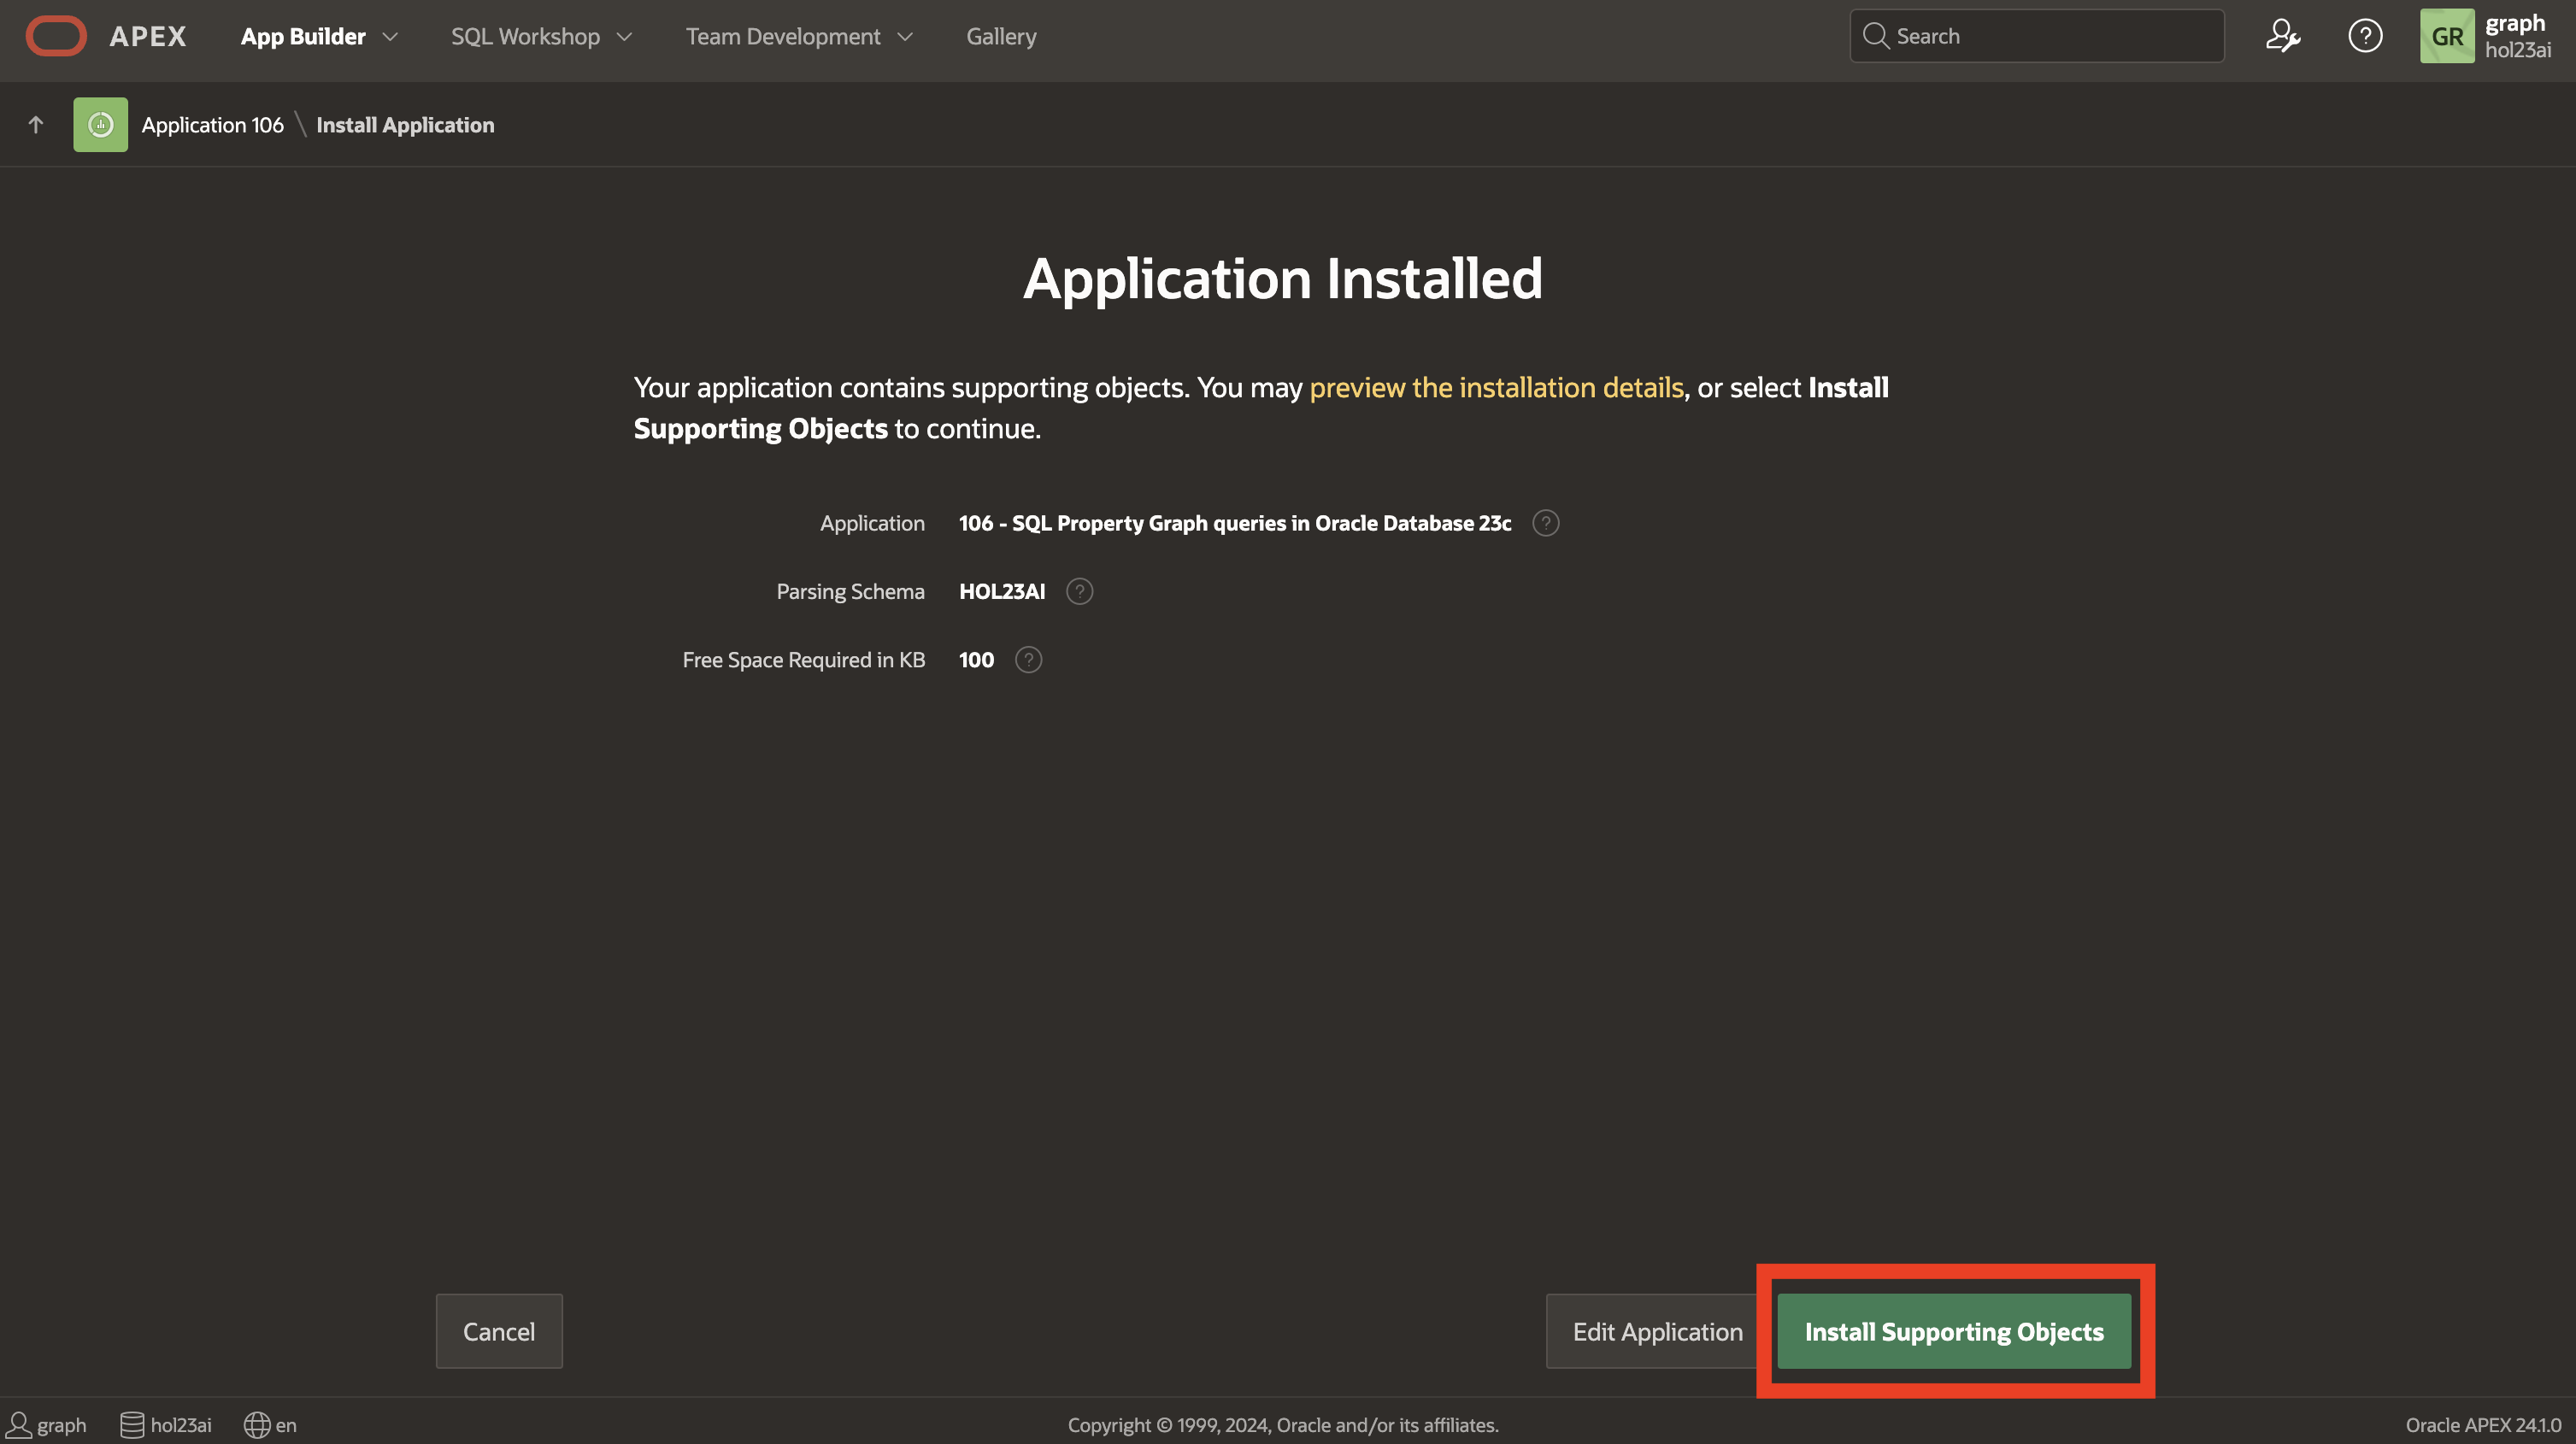 APEX App Builder SQL Workshop Team Development Gallery Search ? GR graph
hol23ai
Application 106 \ Install Application
Application Installed
Your application contains supporting objects. You may preview the installation details, or select Install
Supporting Objects to continue.
Application 106 - SQL Property Graph queries in Oracle Database 23c ?
Parsing Schema HOL23AI ?
Free Space Required in KB 100 ?
Cancel Edit Application Install Supporting Objects
graph hol23ai en Copyright © 1999, 2024, Oracle and/or its affiliates. Oracle APEX 24.1.0